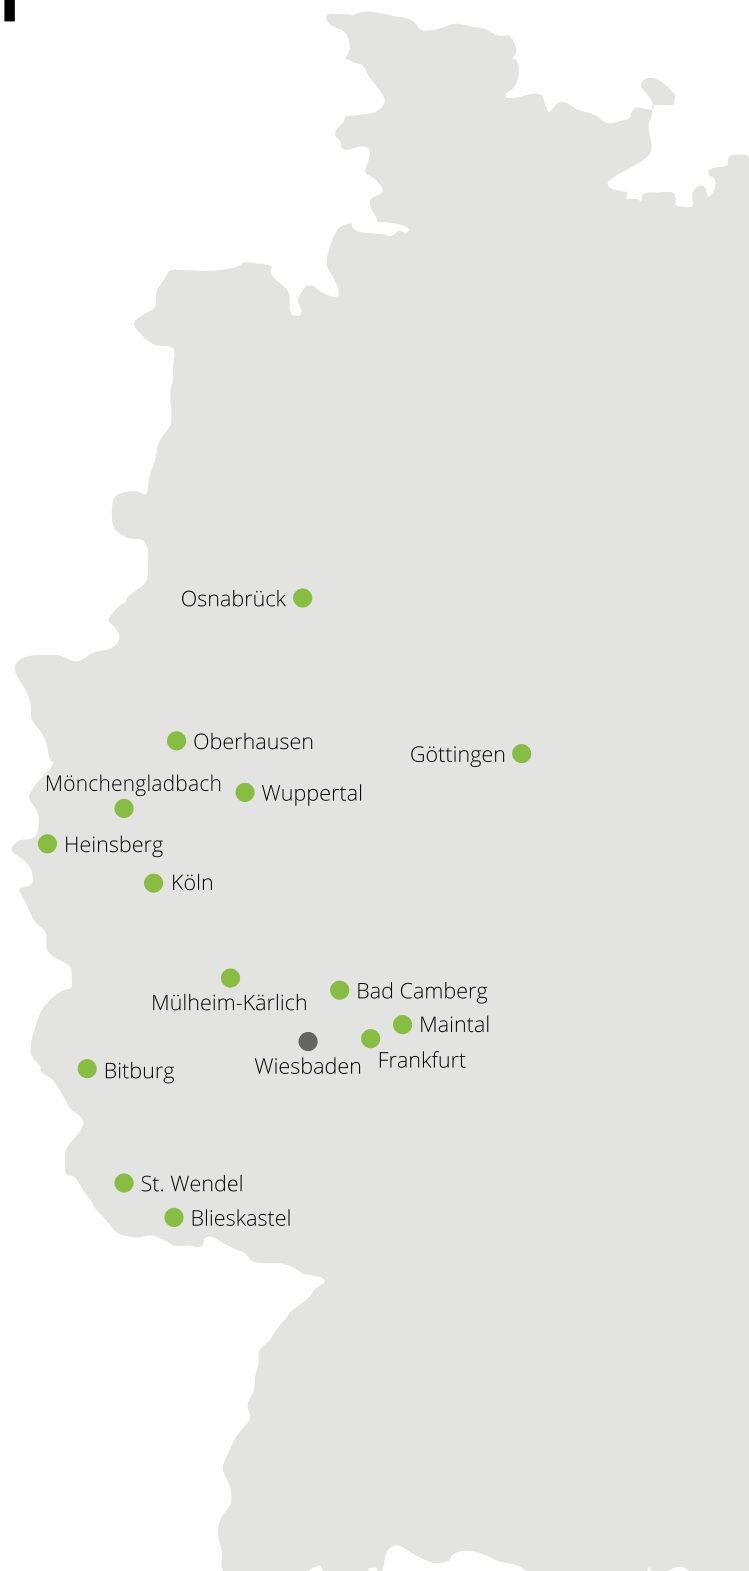 Osnabrück
Oberhausen
Göttingen
Mönchengladbach
Wuppertal
Heinsberg
Köln
Mülheim-Kärlich
Bad Camberg
Maintal
Wiesbaden
Frankfurt
Bitburg
St. Wendel
Blieskastel